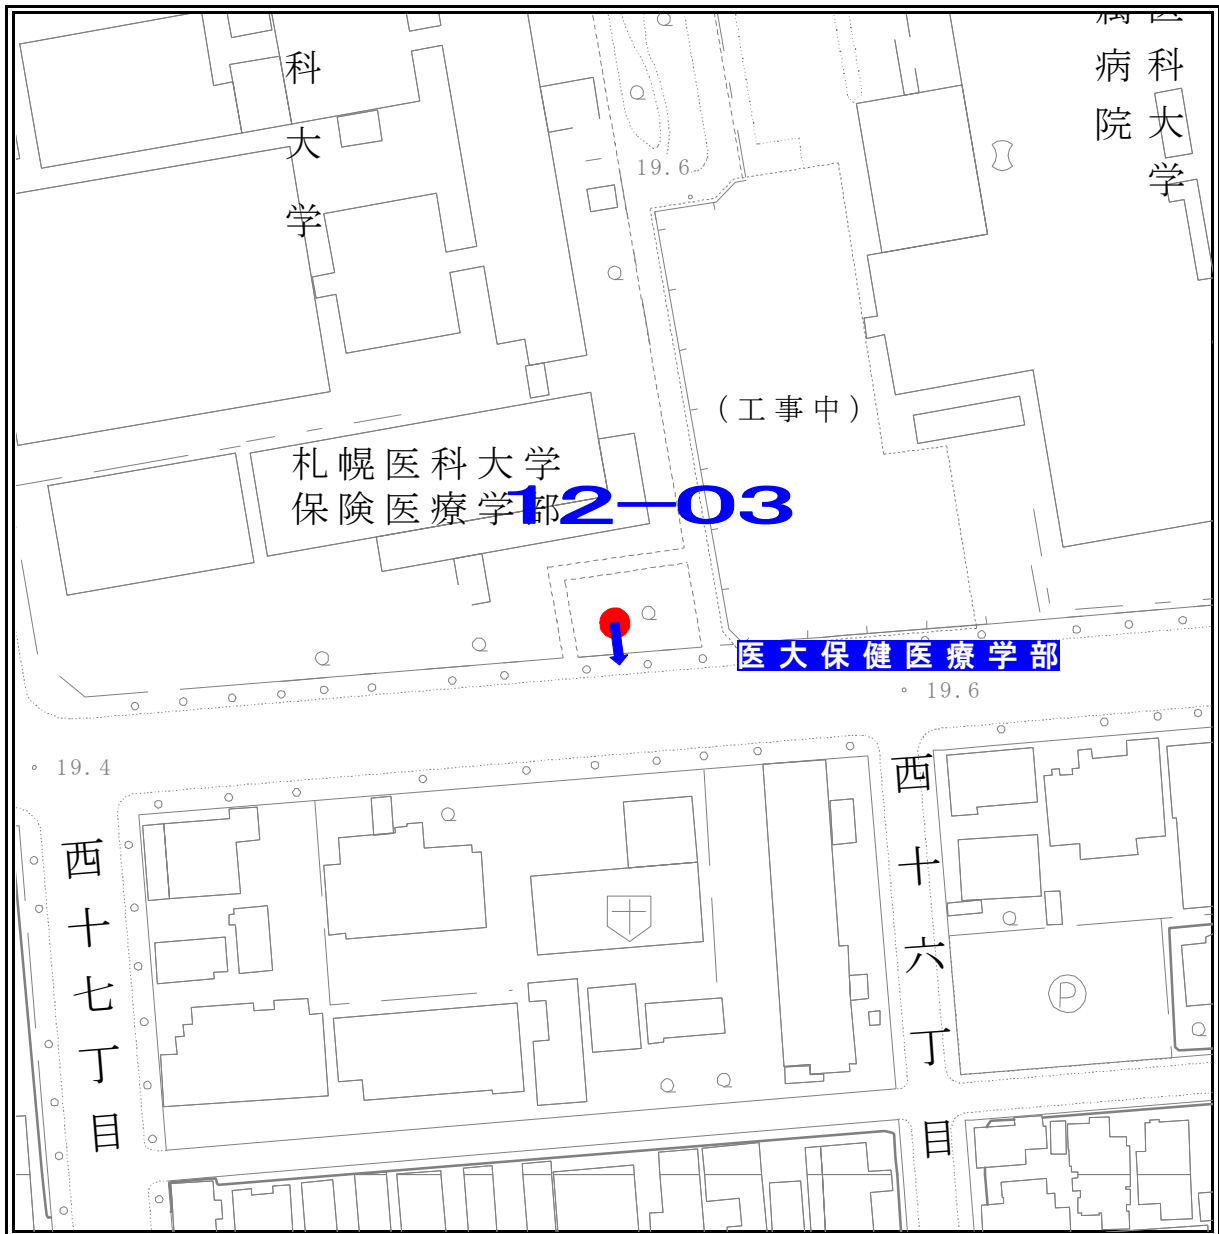 科大学
医科大学
属病院
19.6
(工事中)
札幌医科大学
保険医療学部
12-03
医大保健医療学部
19.6
19.4
西十七丁目
西十六丁目
P